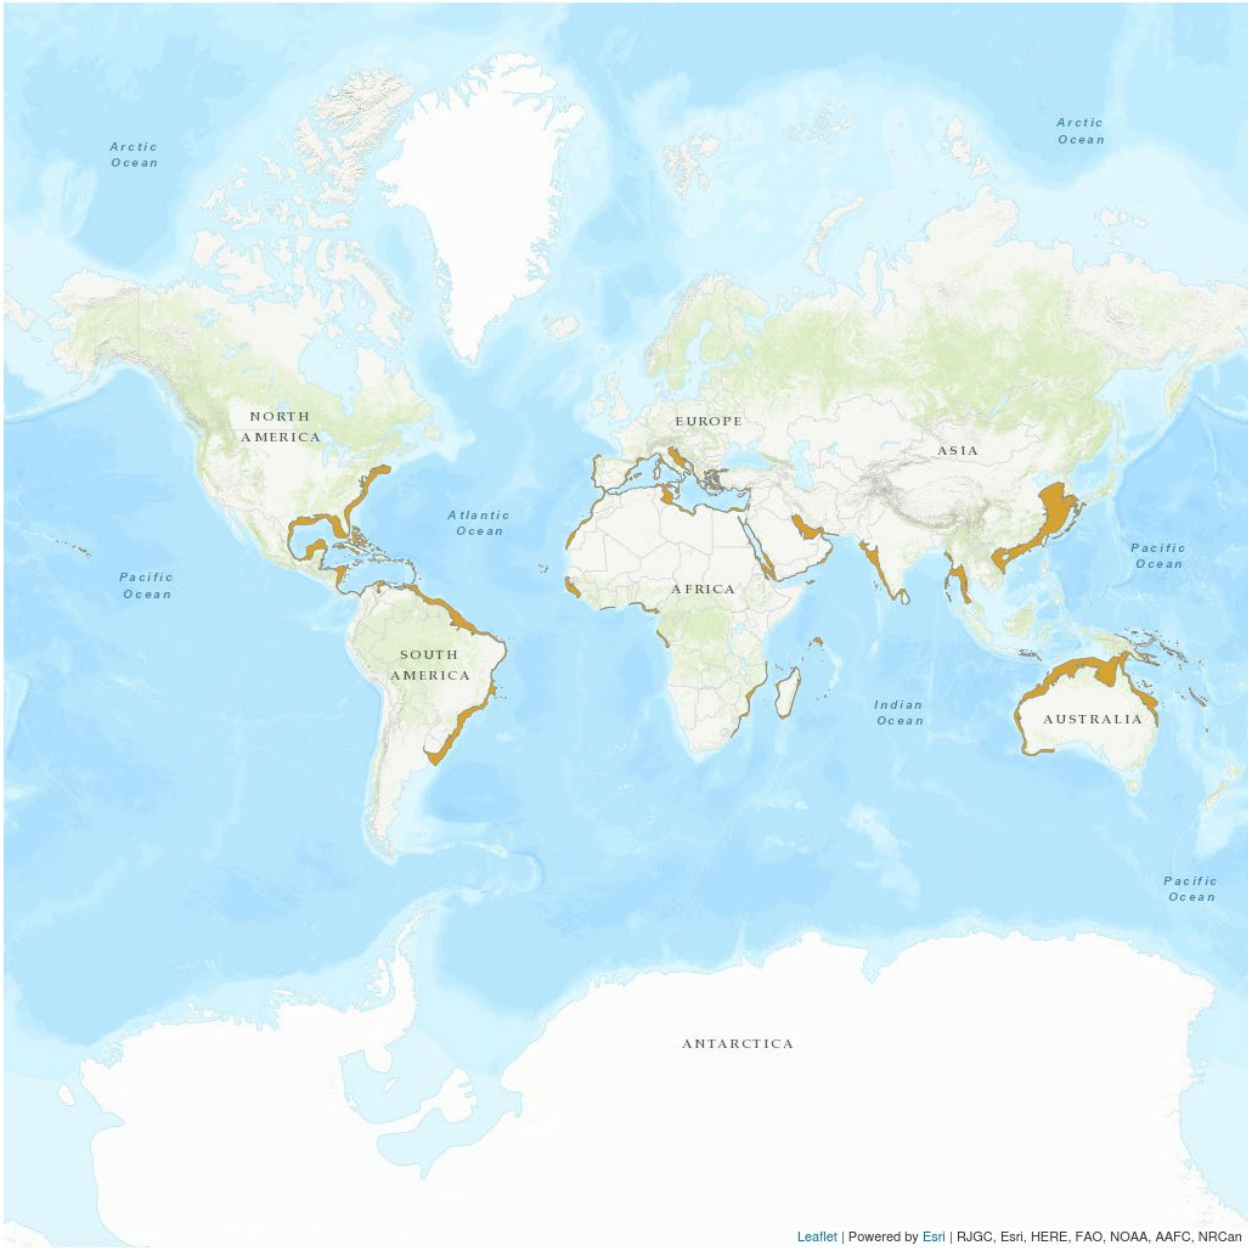 Arctic
Ocean
Arctic
Ocean
NORTH
AMERICA
EUROPE
ASIA
Atlantic
Ocean
Pacific
Ocean
Pacific
Ocean
AFRICA
SOUTH
AMERICA
Indian
Ocean
AUSTRALIA
Pacific
Ocean
ANTARCTICA
Leaflet | Powered by Esri | RJGC, Esri, HERE, FAO, NOAA, AAFC, NRCan